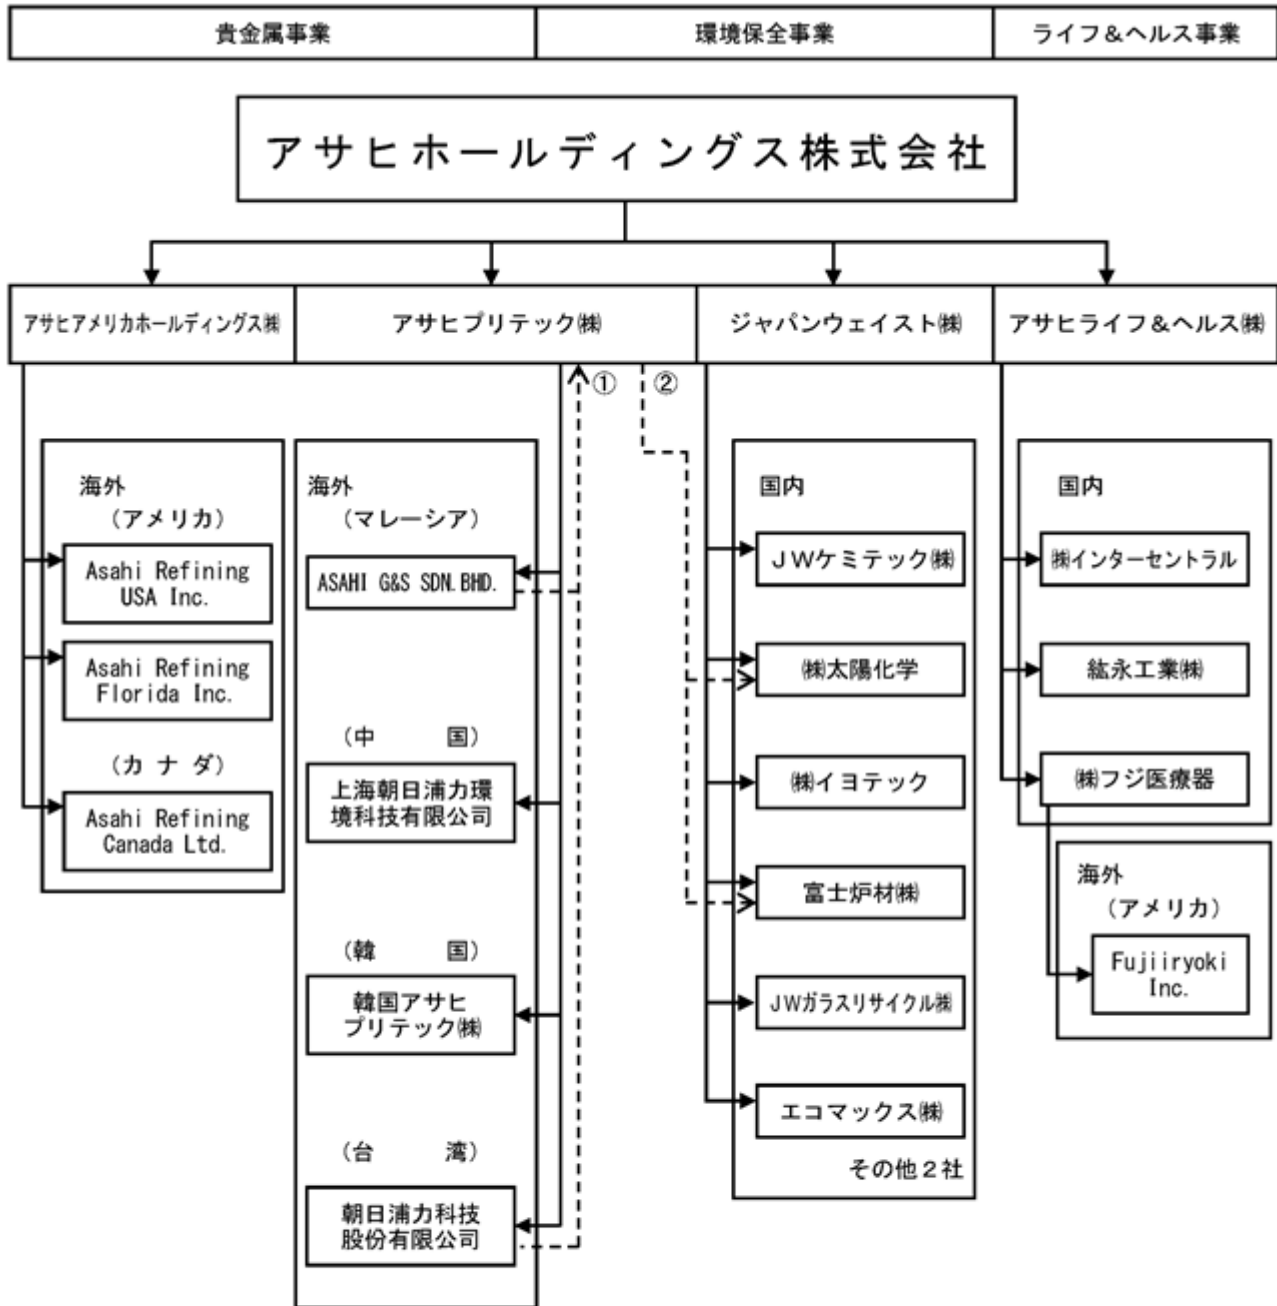 貴金属事業
環境保全事業
ライフ＆ヘルス事業
アサヒホールディングス株式会社
アサヒアメリカホールディングス㈱
アサヒプリテック㈱
ジャパンウェイスト㈱
アサヒライフ＆ヘルス㈱
①
②
海外
（アメリカ）
Asahi Refining
USA Inc.
Asahi Refining
Florida Inc.
（カナダ）
Asahi Refining
Canada Ltd.
海外
（マレーシア）
ASAHI G&S SDN.BHD.
（中　　　国）
上海朝日浦力環
境科技有限公司
（韓　　　国）
韓国アサヒ
プリテック㈱
（台　　　湾）
朝日浦力科技
股份有限公司
国内
ＪＷケミテック㈱
㈱太陽化学
㈱イヨテック
富士炉材㈱
JWガラスリサイクル㈱
エコマックス㈱
その他２社
国内
㈱インターセントラル
紘永工業㈱
㈱フジ医療器
海外
（アメリカ）
Fujiiryoki
Inc.